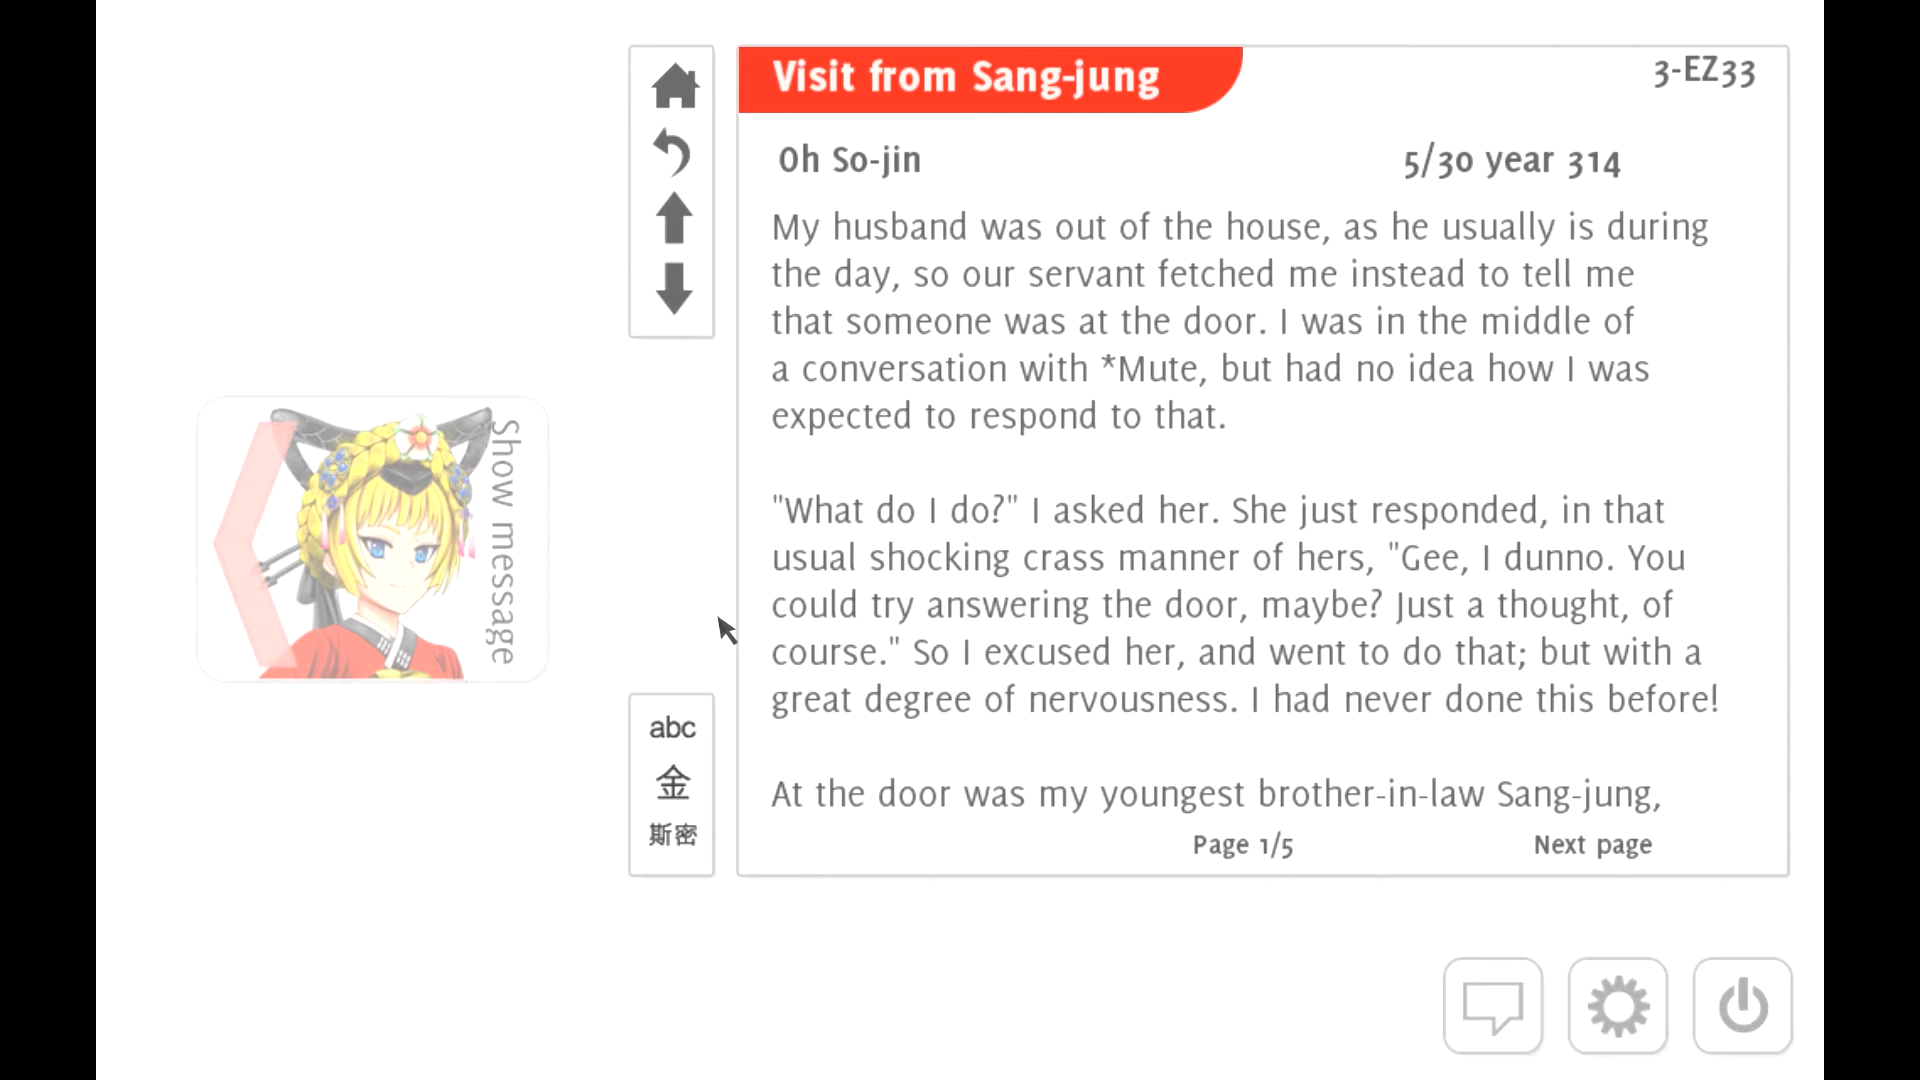 Visit from Sang-jung
3-EZ33
Oh So-jin
5/30 year 314
My husband was out of the house, as he usually is during
the day, so our servant fetched me instead to tell me
that someone was at the door. I was in the middle of
a conversation with *Mute, but had no idea how I was
expected to respond to that.
"What do I do?" I asked her. She just responded, in that
usual shocking crass manner of hers, "Gee, I dunno. You
could try answering the door, maybe? Just a thought, of
course." So I excused her, and went to do that; but with a
great degree of nervousness. I had never done this before!
At the door was my youngest brother-in-law Sang-jung,
Page 1/5
Next page
Show message
abc
金
斯密